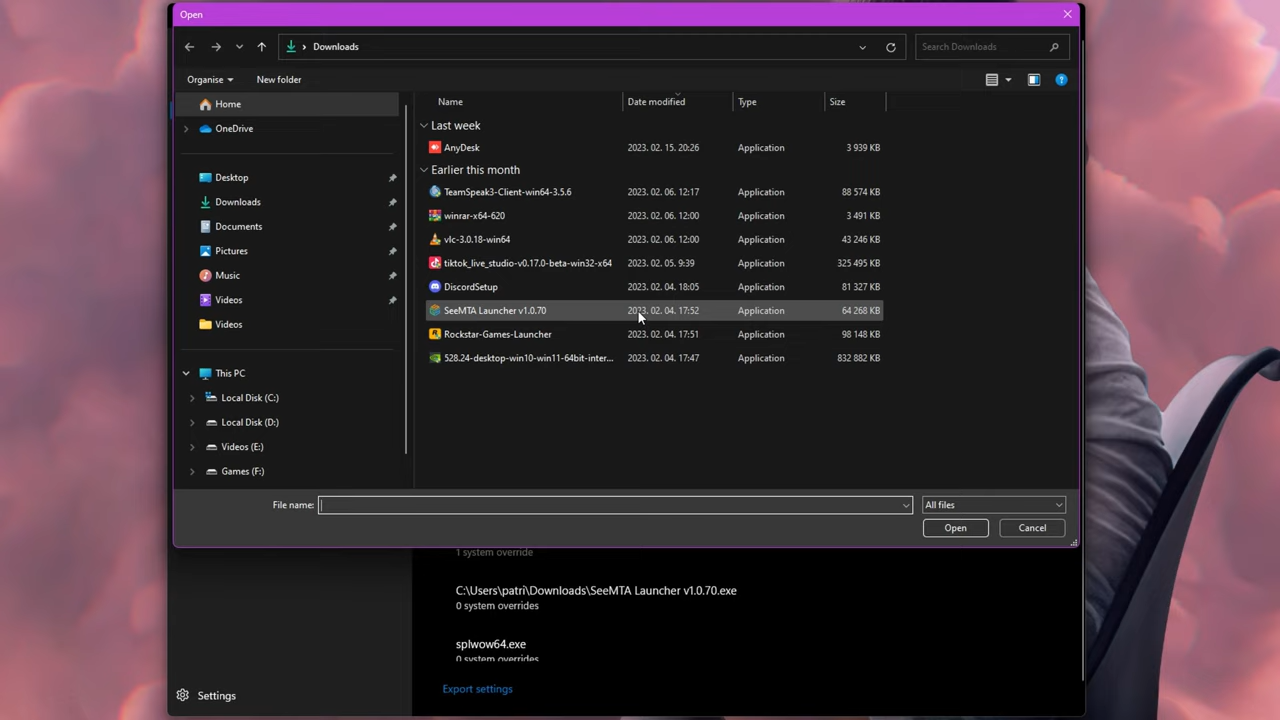 Open
Downloads
Search Downloads
Organise
New folder
Home
OneDrive
Desktop
Downloads
Documents
Pictures
Music
Videos
Videos
This PC
Local Disk (C:)
Local Disk (D:)
Videos (E:)
Games (F:)
Name Date modified Type Size
Last week
AnyDesk 2023. 02. 15. 20:26 Application 3 939 KB
Earlier this month
TeamSpeak3-Client-win64-3.5.6 2023. 02. 06. 12:17 Application 88 574 KB
winrar-x64-620 2023. 02. 06. 12:00 Application 3 491 KB
vlc-3.0.18-win64 2023. 02. 06. 12:00 Application 43 246 KB
tiktok_live_studio-v0.17.0-beta-win32-x64 2023. 02. 05. 9:39 Application 325 495 KB
DiscordSetup 2023. 02. 04. 18:05 Application 81 327 KB
SeeMTA Launcher v1.0.70 2023. 02. 04. 17:52 Application 64 268 KB
Rockstar-Games-Launcher 2023. 02. 04. 17:51 Application 98 148 KB
528.24-desktop-win10-win11-64bit-inter... 2023. 02. 04. 17:47 Application 832 882 KB
File name:
All files
Open
Cancel
1 system override
C:\Users\patri\Downloads\SeeMTA Launcher v1.0.70.exe
0 system overrides
splwow64.exe
0 system overrides
Export settings
Settings